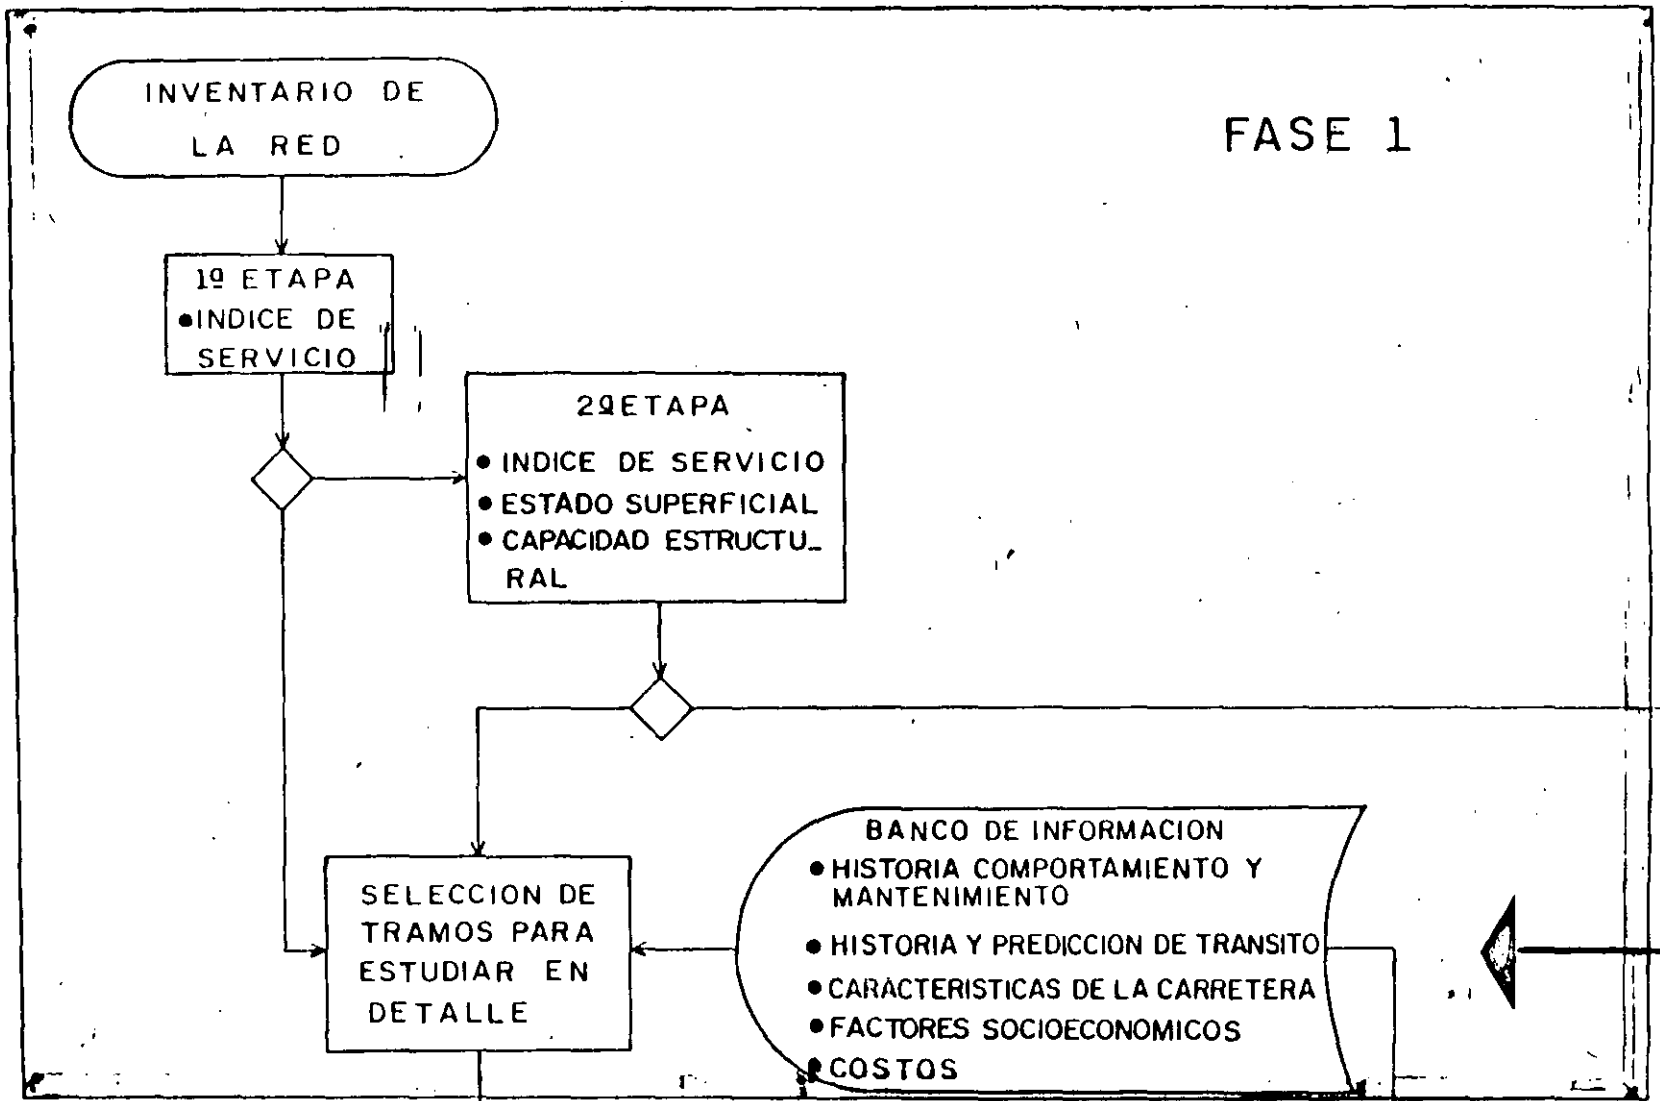 INVENTARIO DE
LA RED
FASE 1
1º ETAPA
•INDICE DE
SERVICIO
2º ETAPA
• INDICE DE SERVICIO
• ESTADO SUPERFICIAL
• CAPACIDAD ESTRUCTU_
RAL
SELECCION DE
TRAMOS PARA
ESTUDIAR EN
DETALLE
BANCO DE INFORMACION
• HISTORIA COMPORTAMIENTO Y
MANTENIMIENTO
• HISTORIA Y PREDICCION DE TRANSITO
• CARACTERISTICAS DE LA CARRETERA
• FACTORES SOCIOECONOMICOS
• COSTOS